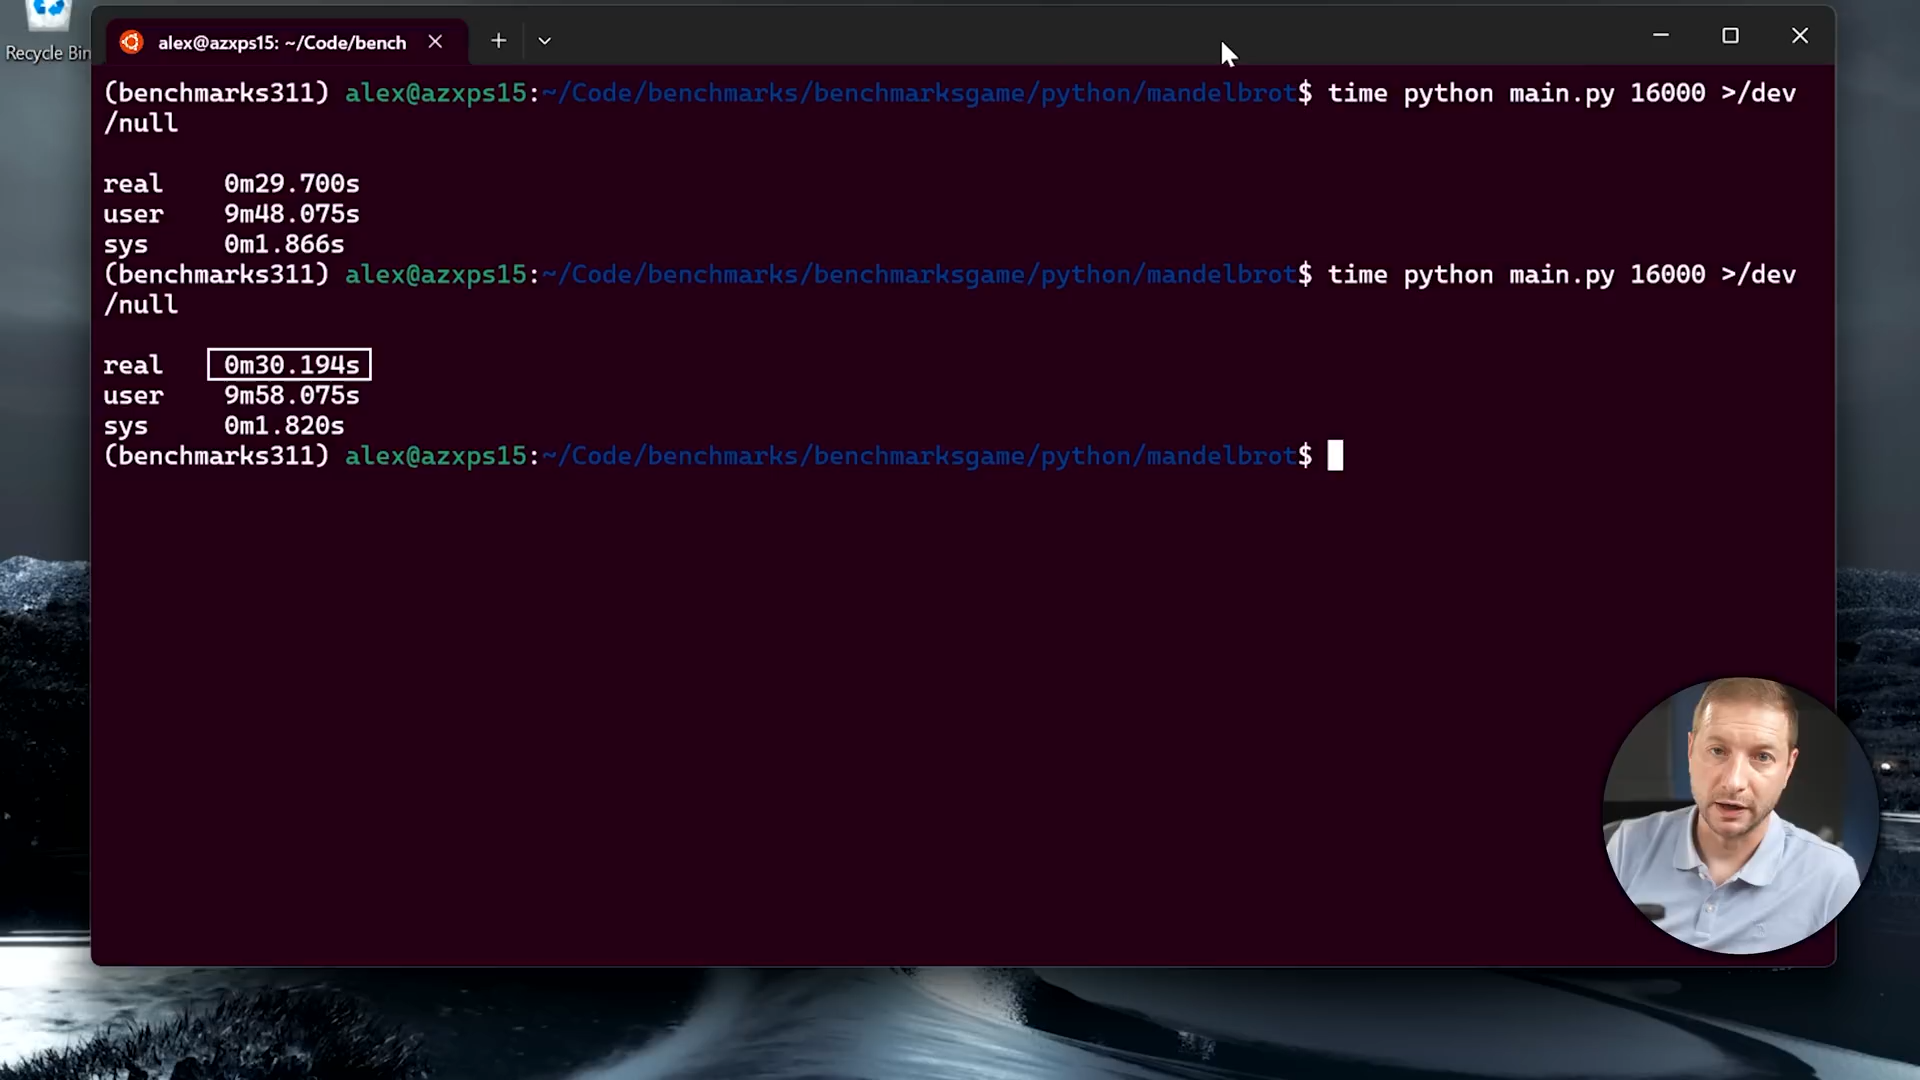 Recycle Bin
alex@azxps15: ~/Code/bench
(benchmarks311) alex@azxps15:~/Code/benchmarks/benchmarksgame/python/mandelbrot$ time python main.py 16000 >/dev
/null
real 0m29.700s
user 9m48.075s
sys 0m1.866s
(benchmarks311) alex@azxps15:~/Code/benchmarks/benchmarksgame/python/mandelbrot$ time python main.py 16000 >/dev
/null
real 0m30.194s
user 9m58.075s
sys 0m1.820s
(benchmarks311) alex@azxps15:~/Code/benchmarks/benchmarksgame/python/mandelbrot$